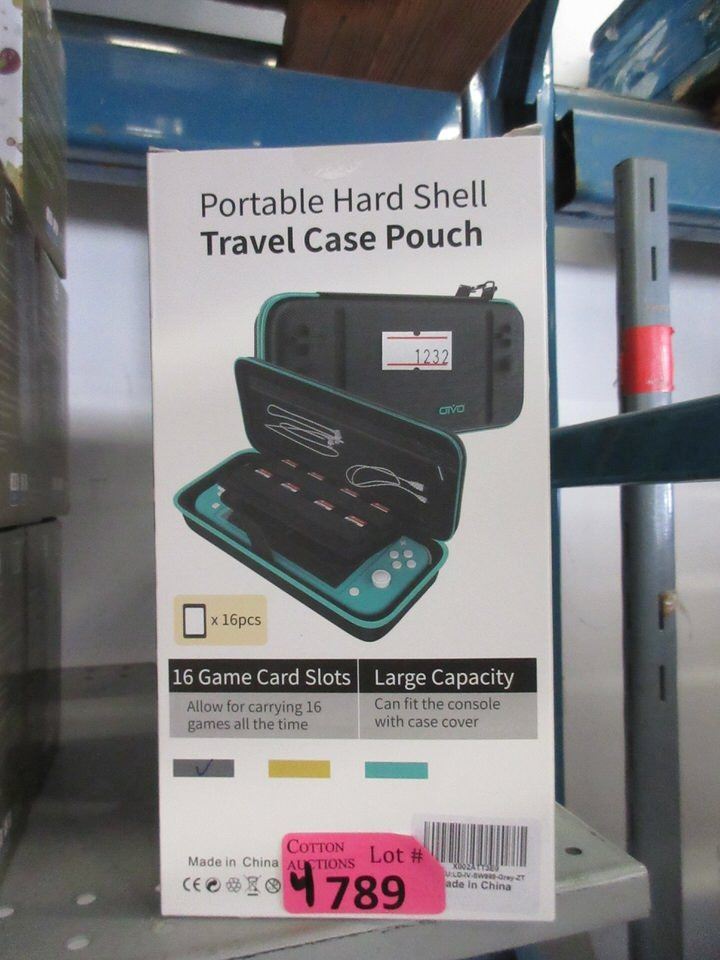 Portable Hard Shell
Travel Case Pouch
1232
OIVO
x 16pcs
16 Game Card Slots
Allow for carrying 16
games all the time
Large Capacity
Can fit the console
with case cover
Made in China
CE
COTTON
AUCTIONS
Lot #
4789
ade in China